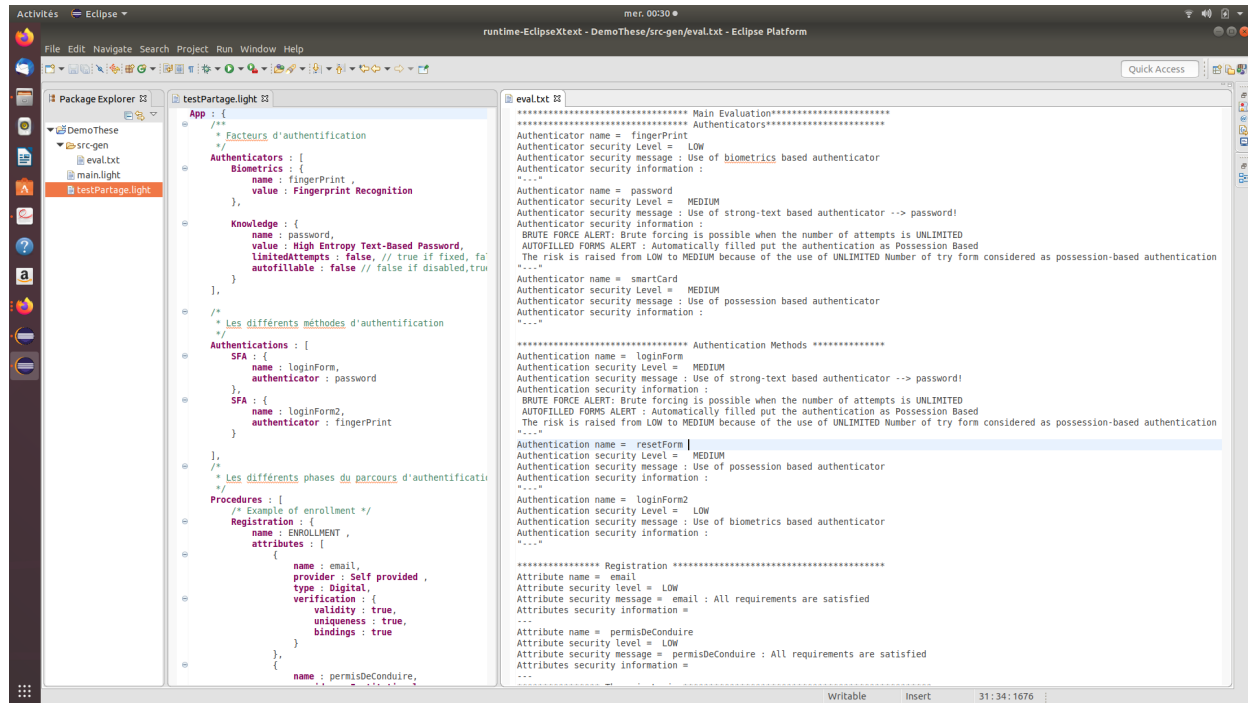 Activités Eclipse mer. 00:30
runtime-EclipseXtext - DemoThese/src-gen/eval.txt - Eclipse Platform
File Edit Navigate Search Project Run Window Help
Quick Access
Package Explorer
DemoThese
src-gen
eval.txt
main.light
testPartage.light
testPartage.light
App : {
/**
* Facteurs d'authentification
*/
Authenticators : [
Biometrics : {
name : fingerPrint ,
value : Fingerprint Recognition
},
Knowledge : {
name : password,
value : High Entropy Text-Based Password,
limitedAttempts : false, // true if fixed,
autofillable : false // false if disabled,
}
],
/*
* Les différents méthodes d'authentification
*/
Authentications : [
SFA : {
name : loginForm,
authenticator : password
},
SFA : {
name : loginForm2,
authenticator : fingerPrint
}
],
/*
* Les différents phases du parcours
*/
Procedures : [
/* Example of enrollment */
Registration : {
name : ENROLLMENT ,
attributes : [
{
name : email,
provider : Self provided ,
type : Digital,
verification : {
validity : true,
uniqueness : true,
bindings : true
}
},
{
name : permisDeConduire,
eval.txt
********************************* Main Evaluation***********************
********************************* Authenticators***********************
Authenticator name = fingerPrint
Authenticator security Level = LOW
Authenticator security message : Use of biometrics based authenticator
Authenticator security information :
"---"
Authenticator name = password
Authenticator security Level = MEDIUM
Authenticator security message : Use of strong-text based authenticator --> password!
Authenticator security information :
BRUTE FORCE ALERT: Brute forcing is possible when the number of attempts is UNLIMITED
AUTOFILLED FORMS ALERT : Automatically filled put the authentication as Possession Based
The risk is raised from LOW to MEDIUM because of the use of UNLIMITED Number of try form considered as possession-based authentication
"---"
Authenticator name = smartCard
Authenticator security Level = MEDIUM
Authenticator security message : Use of possession based authenticator
Authenticator security information :
"---"
********************************* Authentication Methods **************
Authentication name = loginForm
Authentication security Level = MEDIUM
Authentication security message : Use of strong-text based authenticator --> password!
Authentication security information :
BRUTE FORCE ALERT: Brute forcing is possible when the number of attempts is UNLIMITED
AUTOFILLED FORMS ALERT : Automatically filled put the authentication as Possession Based
The risk is raised from LOW to MEDIUM because of the use of UNLIMITED Number of try form considered as possession-based authentication
"---"
Authentication name = resetForm
Authentication security Level = MEDIUM
Authentication security message : Use of possession based authenticator
Authentication security information :
"---"
Authentication name = loginForm2
Authentication security Level = LOW
Authentication security message : Use of biometrics based authenticator
Authentication security information :
"---"
**************** Registration *****************************************
Attribute name = email
Attribute security level = LOW
Attribute security message = email : All requirements are satisfied
Attributes security information =
---
Attribute name = permisDeConduire
Attribute security level = LOW
Attribute security message = permisDeConduire : All requirements are satisfied
Attributes security information =
---
Writable Insert 31:34:1676